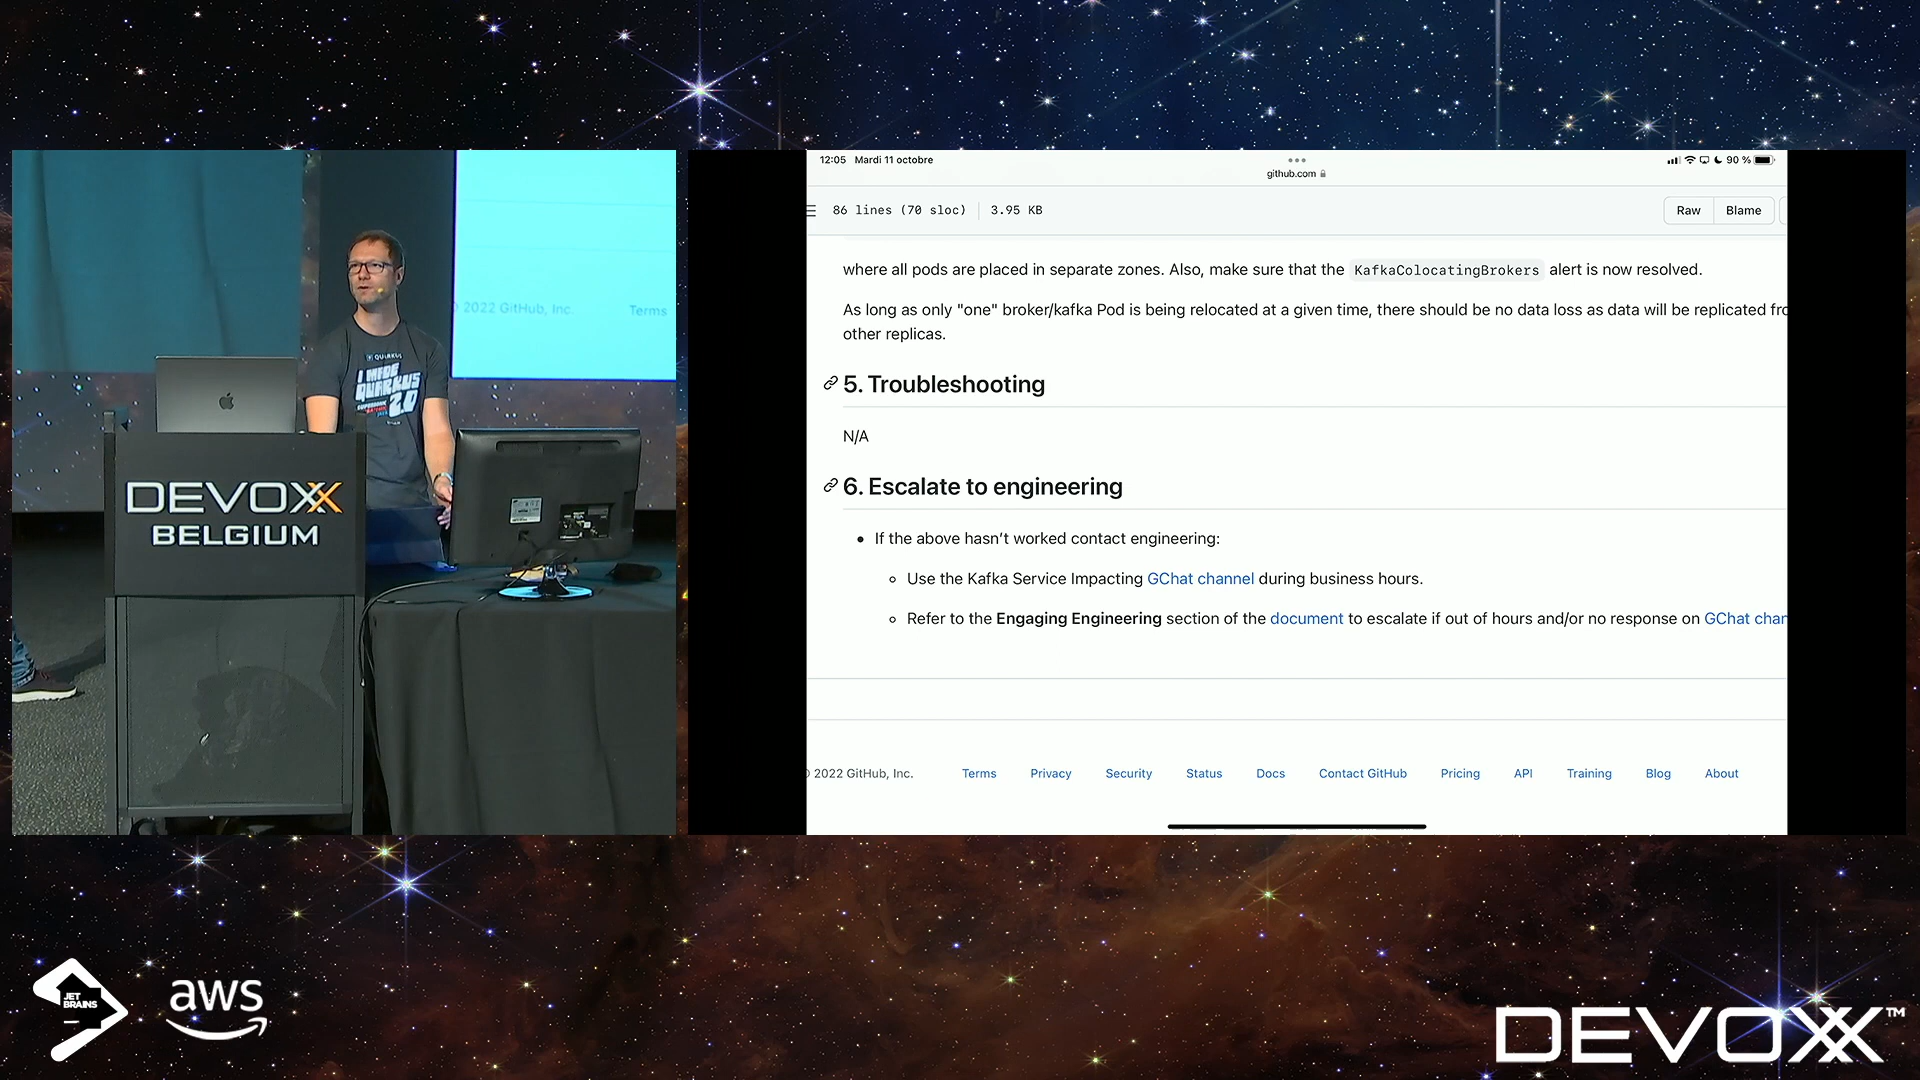 12:05 Mardi 11 octobre
github.com
90 %
86 lines (70 sloc) 3.95 KB
Raw Blame
where all pods are placed in separate zones. Also, make sure that the KafkaColocatingBrokers alert is now resolved.
As long as only "one" broker/kafka Pod is being relocated at a given time, there should be no data loss as data will be replicated
other replicas.
5. Troubleshooting
N/A
6. Escalate to engineering
If the above hasn’t worked contact engineering:
Use the Kafka Service Impacting GChat channel during business hours.
Refer to the Engaging Engineering section of the document to escalate if out of hours and/or no response on GChat
2022 GitHub, Inc. Terms Privacy Security Status Docs Contact GitHub Pricing API Training Blog About
2022 GitHub, Inc. Terms
I MADE
QUARKUS
2.0
DEVOXX
BELGIUM
JET
BRAINS
aws
DEVOXX™